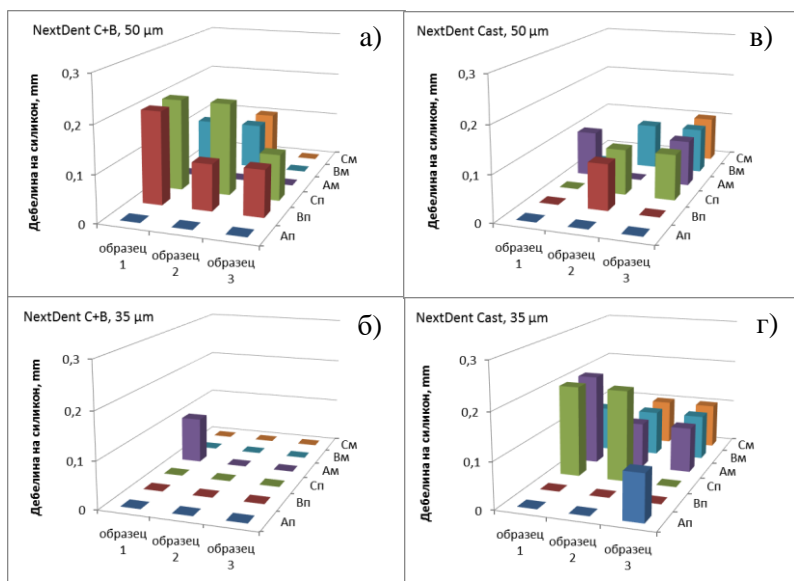 NextDent C+B, 50 µm
а)
Дебелина на силикон, mm
0,3
0,2
0,1
0
образец 1
образец 2
образец 3
Ап
Вп
Сп
Ам
Вм
См
NextDent Cast, 50 µm
в)
Дебелина на силикон, mm
0,3
0,2
0,1
0
образец 1
образец 2
образец 3
Ап
Вп
Сп
Ам
Вм
См
NextDent C+B, 35 µm
б)
Дебелина на силикон, mm
0,3
0,2
0,1
0
образец 1
образец 2
образец 3
Ап
Вп
Сп
Ам
Вм
См
NextDent Cast, 35 µm
г)
Дебелина на силикон, mm
0,3
0,2
0,1
0
образец 1
образец 2
образец 3
Ап
Вп
Сп
Ам
Вм
См